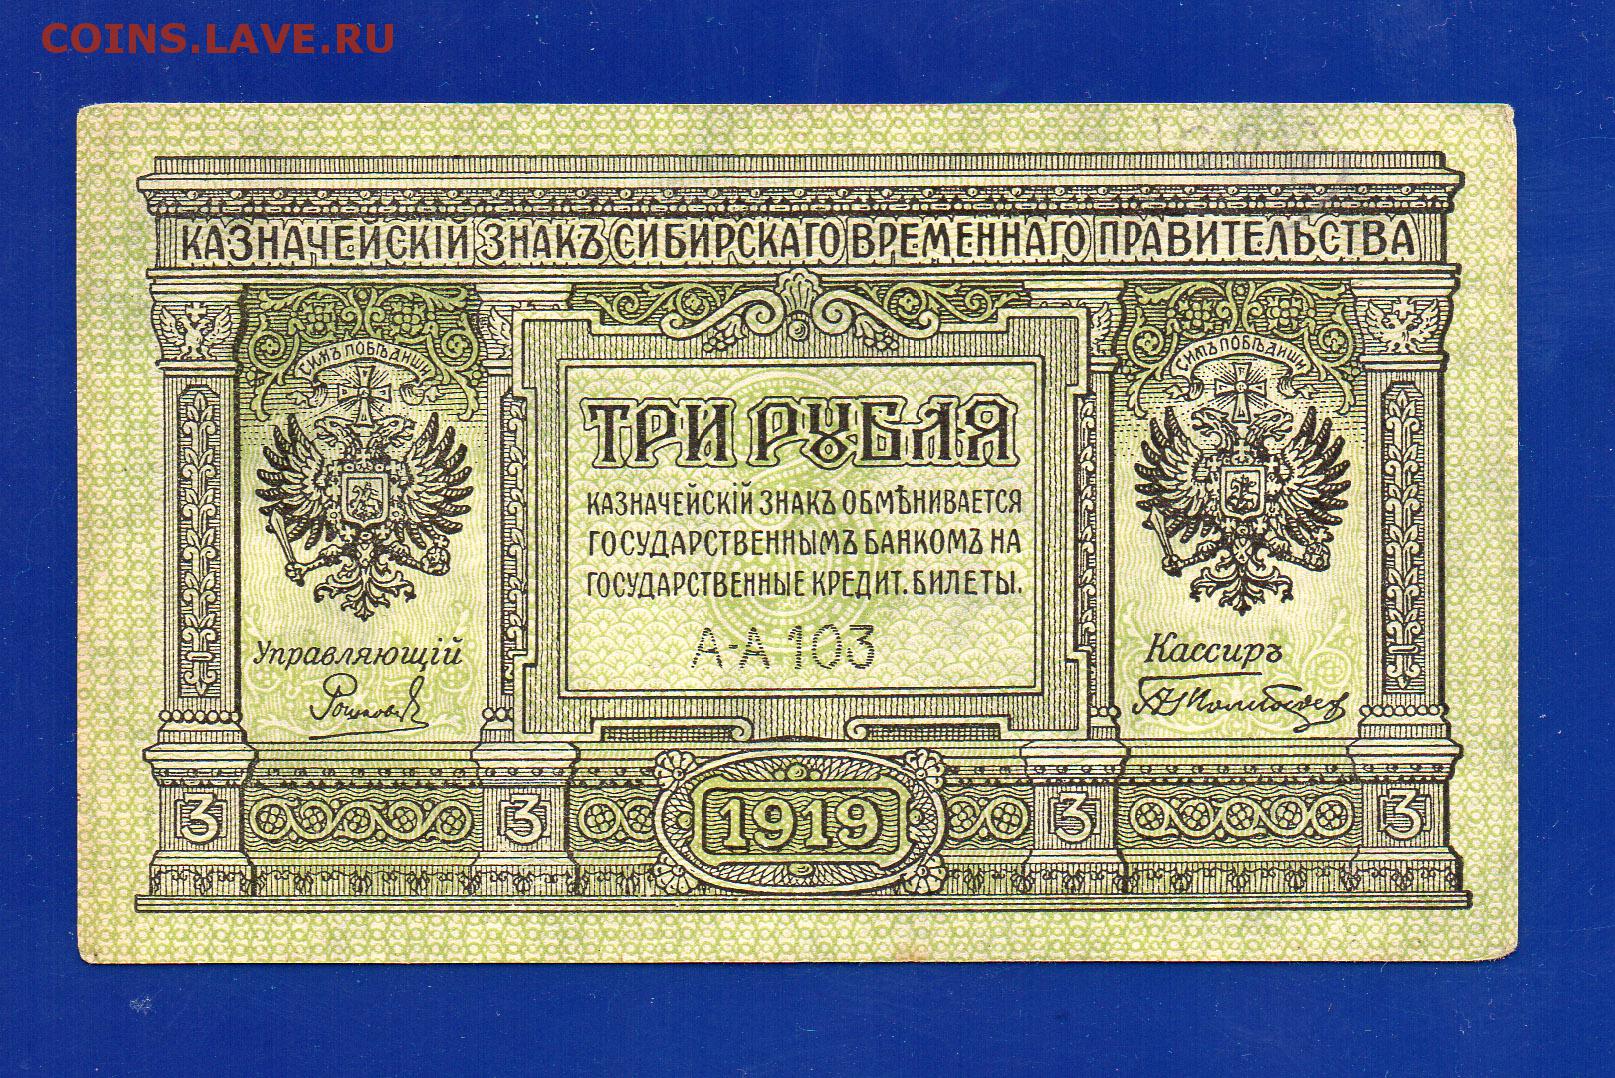 COINS.LAVE.RU
КАЗНАЧЕЙСКІЙ ЗНАКЪ СИБИРСКАГО ВРЕМЕННАГО ПРАВИТЕЛЬСТВА
СИМЪ ПОБѢДИШИ
СИМЪ ПОБѢДИШИ
ТРИ РУБЛЯ
КАЗНАЧЕЙСКІЙ ЗНАКЪ ОБМѢНИВАЕТСЯ
ГОСУДАРСТВЕННЫМЪ БАНКОМЪ НА
ГОСУДАРСТВЕННЫЕ КРЕДИТ. БИЛЕТЫ.
А-А 103
Управляющій
Кассиръ
3 3 1919 3 3